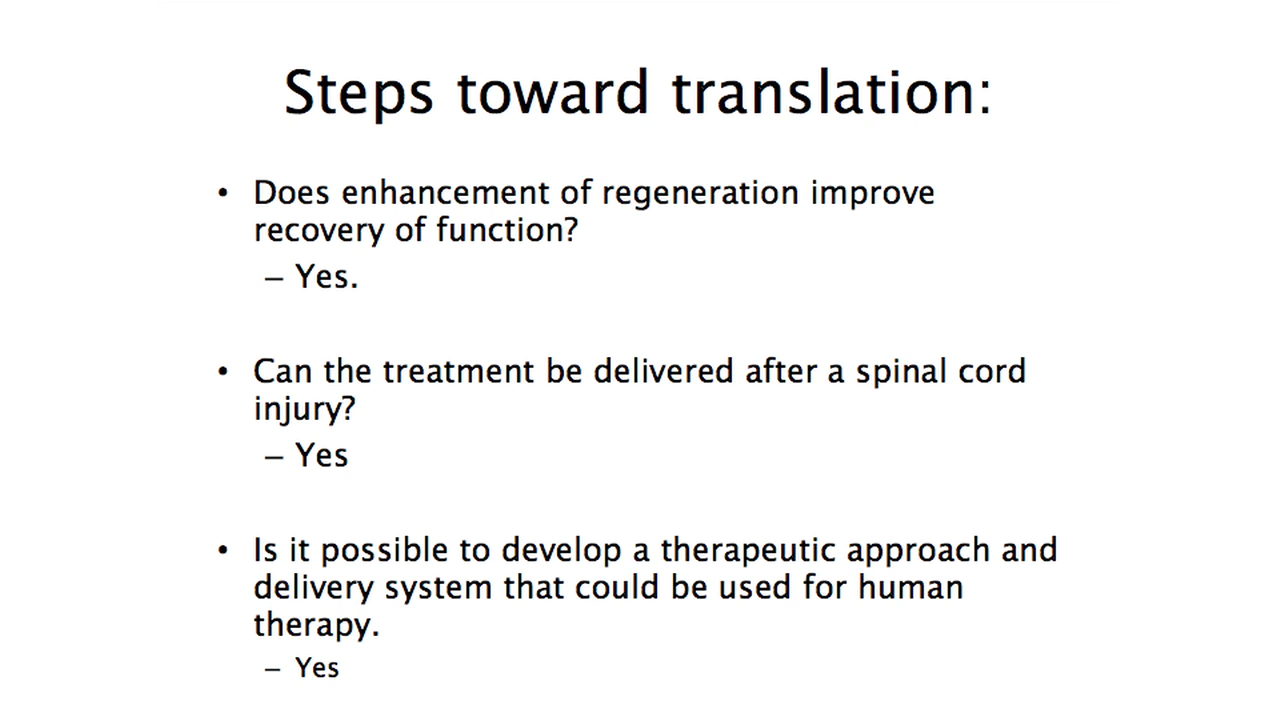 Steps toward translation:
• Does enhancement of regeneration improve
recovery of function?
– Yes.
• Can the treatment be delivered after a spinal cord
injury?
– Yes
• Is it possible to develop a therapeutic approach and
delivery system that could be used for human
therapy.
– Yes